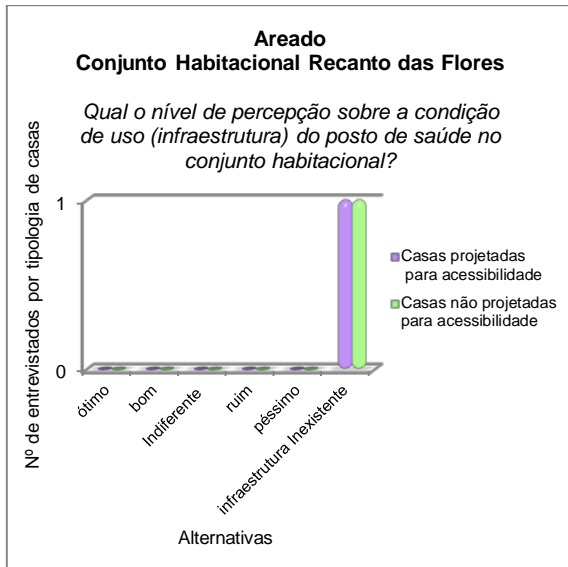 Areado
Conjunto Habitacional Recanto das Flores
Qual o nível de percepção sobre a condição
de uso (infraestrutura) do posto de saúde no
conjunto habitacional?
Nº de entrevistados por tipologia de casas
1
0
ótimo
bom
Indiferente
ruim
péssimo
infraestrutura Inexistente
Alternativas
Casas projetadas
para acessibilidade
Casas não projetadas
para acessibilidade